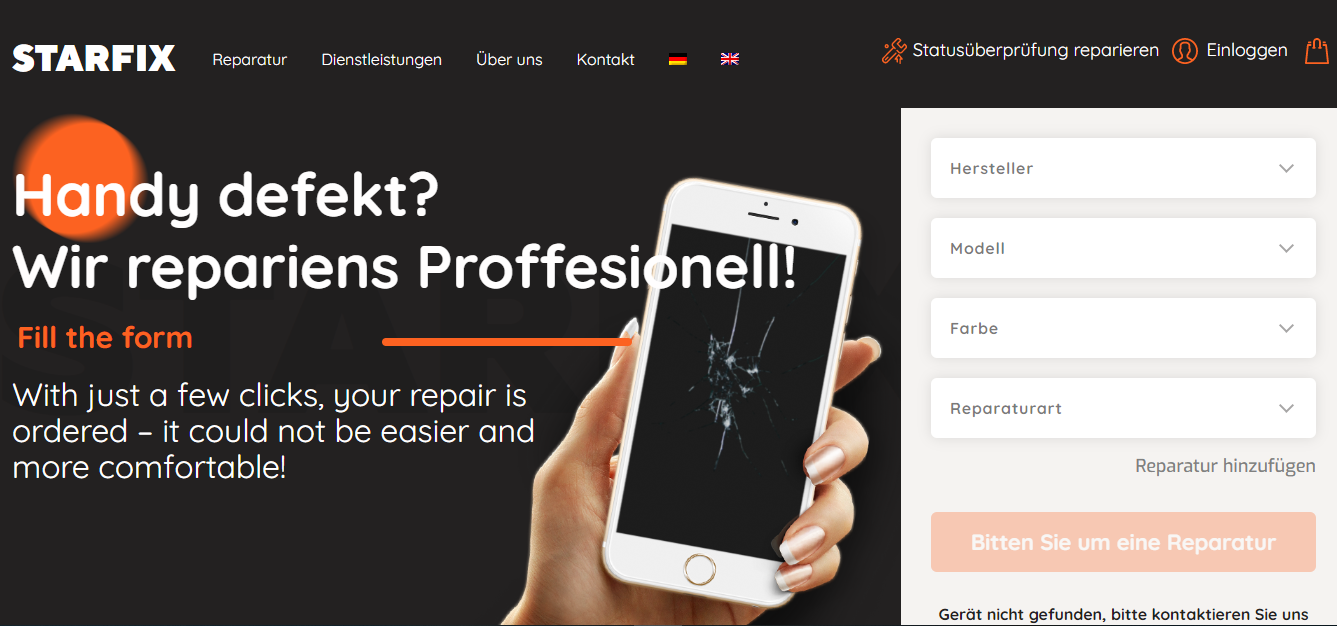 STARFIX
Reparatur Dienstleistungen Über uns Kontakt
Statusüberprüfung reparieren Einloggen
Handy defekt?
Wir repariens Proffesionell!
Fill the form
With just a few clicks, your repair is
ordered – it could not be easier and
more comfortable!
Hersteller
Modell
Farbe
Reparaturart
Reparatur hinzufügen
Bitten Sie um eine Reparatur
Gerät nicht gefunden, bitte kontaktieren Sie uns